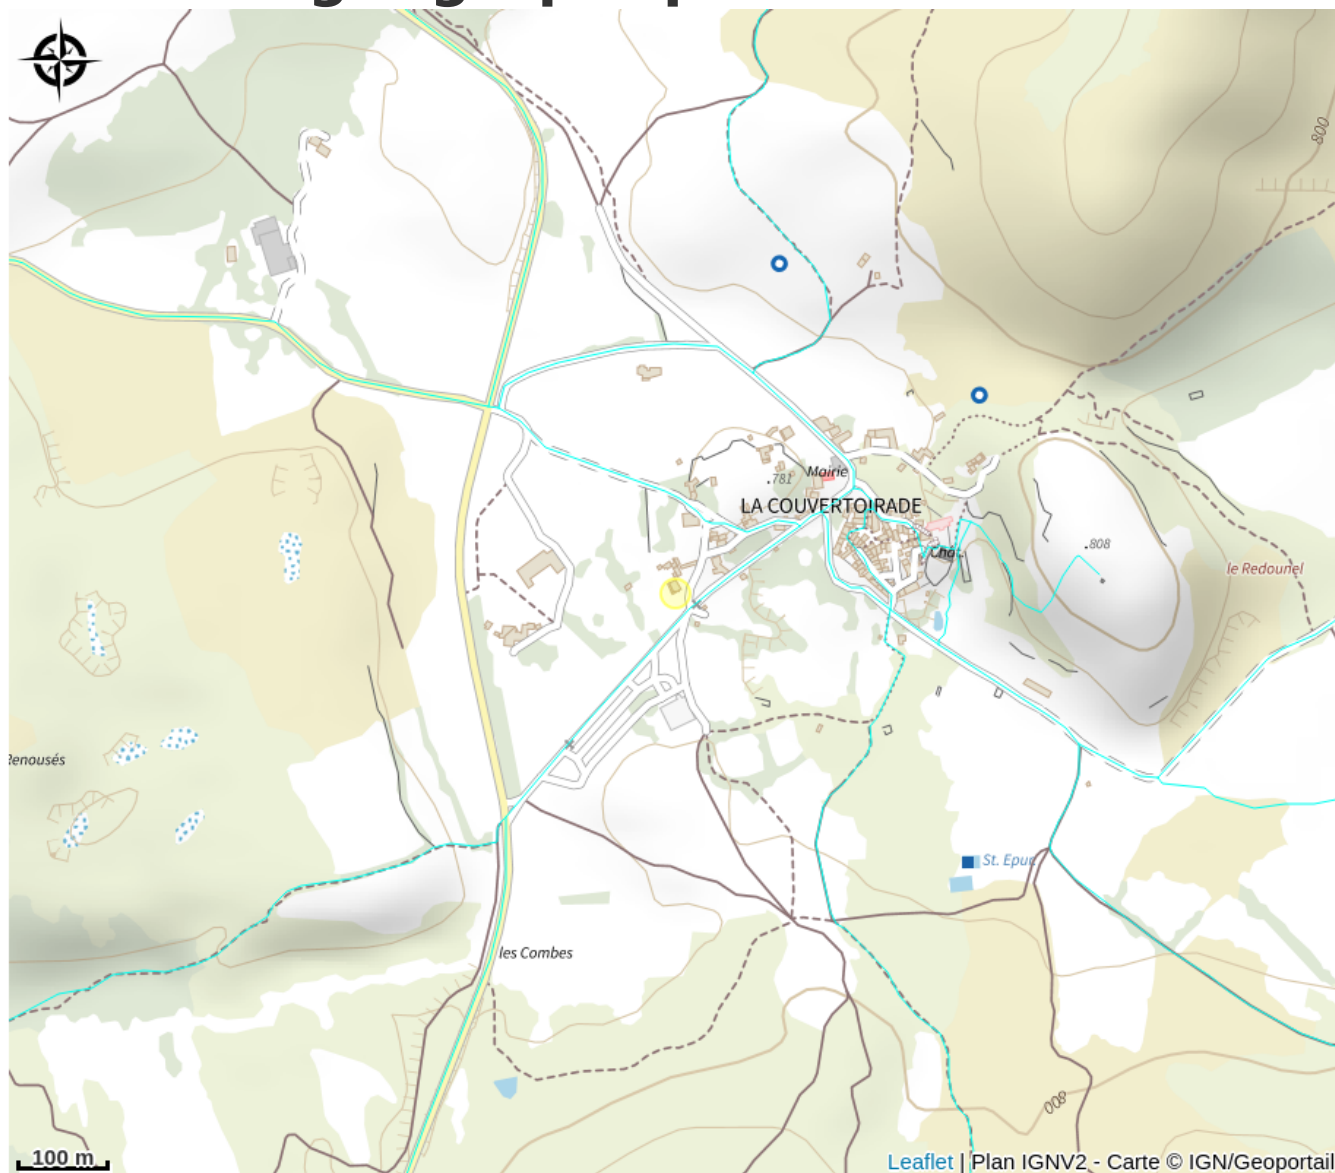 800
Mairie
.781
LA COUVERTOIRADE
Chât.
.808
le Redounel
Renousés
St. Epur.
les Combes
800
100 m
Leaflet | Plan IGNV2 - Carte © IGN/Geoportail